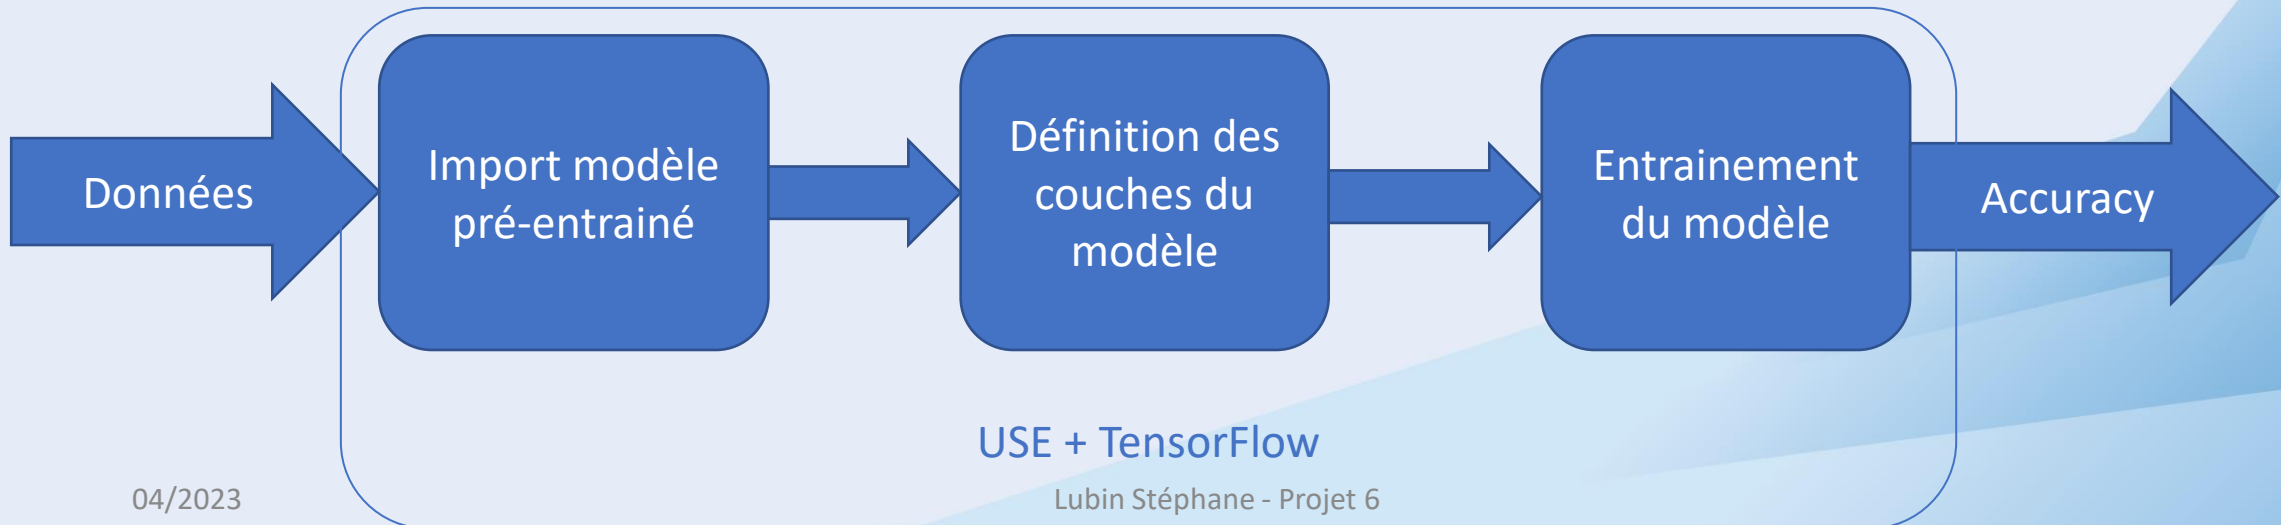 Données
Import modèle
pré-entrainé
Définition des
couches du
modèle
Entrainement
du modèle
Accuracy
USE + TensorFlow
04/2023
Lubin Stéphane - Projet 6